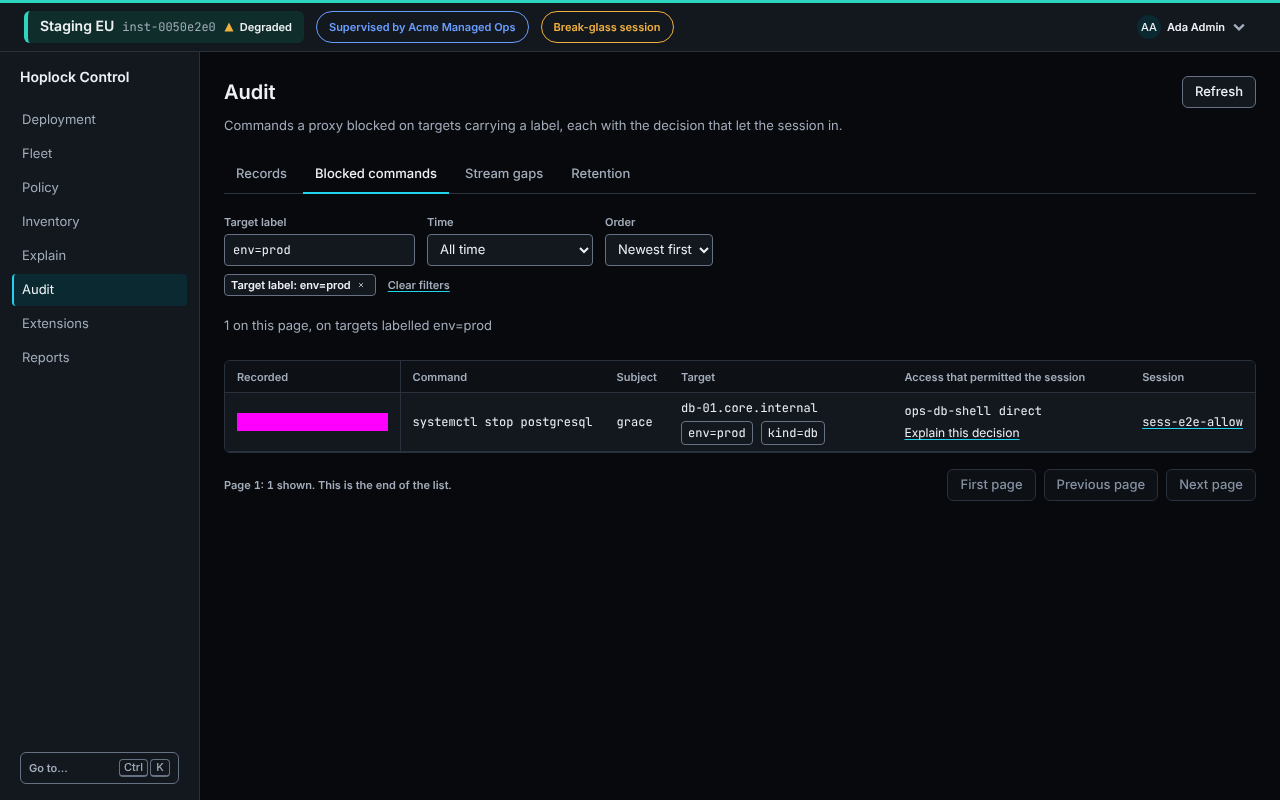 Staging EU inst-0050e2e0 Degraded Supervised by Acme Managed Ops Break-glass session AA Ada Admin
Hoplock Control
Deployment
Fleet
Policy
Inventory
Explain
Audit
Extensions
Reports
Go to... Ctrl K
Audit
Refresh
Commands a proxy blocked on targets carrying a label, each with the decision that let the session in.
Records Blocked commands Stream gaps Retention
Target label Time Order
env=prod All time Newest first
Target label: env=prod × Clear filters
1 on this page, on targets labelled env=prod
Recorded Command Subject Target Access that permitted the session Session
systemctl stop postgresql grace db-01.core.internal ops-db-shell direct sess-e2e-allow
env=prod kind=db Explain this decision
Page 1: 1 shown. This is the end of the list. First page Previous page Next page